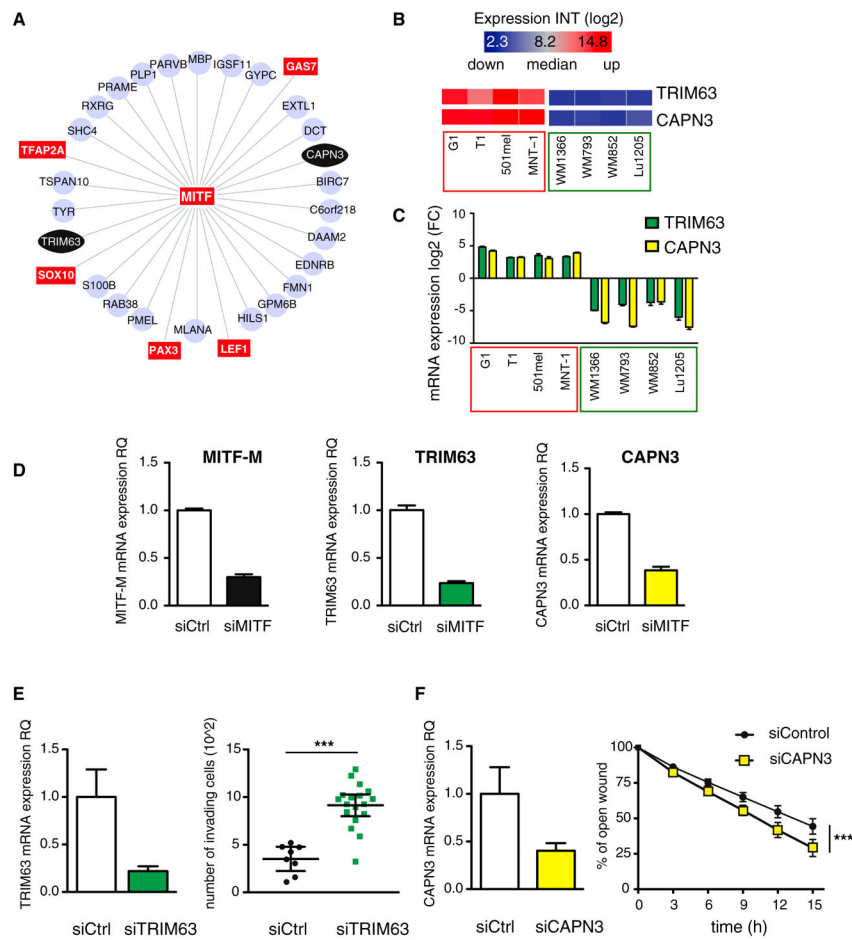 A
MBP
IGSF11
GYPC
GAS7
PARVB
PLP1
PRAME
RXRG
SHC4
EXTL1
DCT
CAPN3
TFAP2A
BIRC7
TSPAN10
MITF
C6orf218
TYR
DAAM2
TRIM63
EDNRB
SOX10
FMN1
S100B
GPM6B
RAB38
HILS1
PMEL
MLANA
PAX3
LEF1
B
Expression INT (log2)
2.3 8.2 14.8
down median up
TRIM63
CAPN3
G1 T1 501mel MNT−1 WM1366 WM793 WM852 Lu1205
C
mRNA expression log2 (FC)
10
5
0
-5
-10
TRIM63
CAPN3
G1 T1 501mel MNT-1 WM1366 WM793 WM852 Lu1205
D
MITF-M
MITF-M mRNA expression RQ
1.5
1.0
0.5
0.0
siCtrl siMITF
TRIM63
TRIM63 mRNA expression RQ
1.5
1.0
0.5
0.0
siCtrl siMITF
CAPN3
CAPN3 mRNA expression RQ
1.5
1.0
0.5
0.0
siCtrl siMITF
E
TRIM63 mRNA expression RQ
1.5
1.0
0.5
0.0
siCtrl siTRIM63
number of invading cells (10^2)
15
10
5
0
***
siCtrl siTRIM63
F
CAPN3 mRNA expression RQ
1.5
1.0
0.5
0.0
siCtrl siCAPN3
siControl
siCAPN3
% of open wound
100
75
50
25
0
***
0 3 6 9 12 15
time (h)